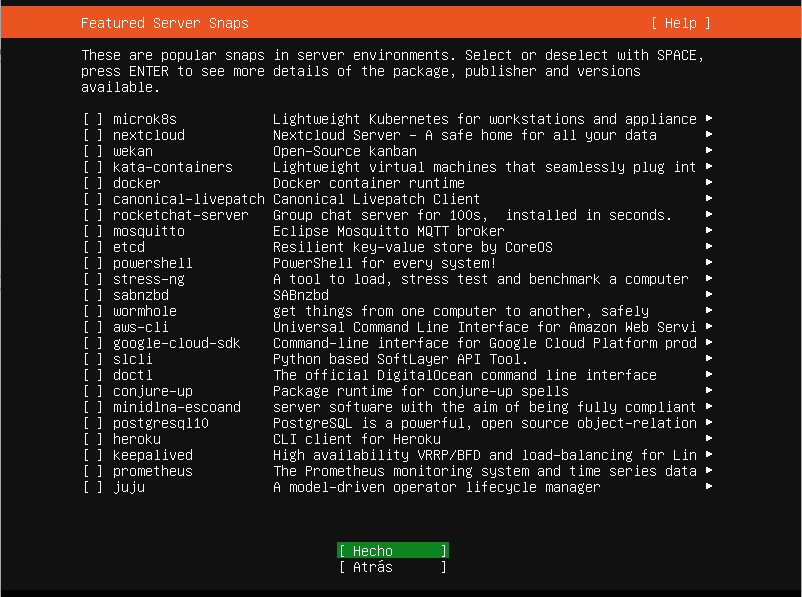 Featured Server Snaps [ Help ]
These are popular snaps in server environments. Select or deselect with SPACE,
press ENTER to see more details of the package, publisher and versions
available.
[ ] microk8s Lightweight Kubernetes for workstations and appliance ▸
[ ] nextcloud Nextcloud Server - A safe home for all your data ▸
[ ] wekan Open-Source kanban ▸
[ ] kata-containers Lightweight virtual machines that seamlessly plug int ▸
[ ] docker Docker container runtime ▸
[ ] canonical-livepatch Canonical Livepatch Client ▸
[ ] rocketchat-server Group chat server for 100s, installed in seconds. ▸
[ ] mosquitto Eclipse Mosquitto MQTT broker ▸
[ ] etcd Resilient key-value store by CoreOS ▸
[ ] powershell PowerShell for every system! ▸
[ ] stress-ng A tool to load, stress test and benchmark a computer ▸
[ ] sabnzbd SABnzbd ▸
[ ] wormhole get things from one computer to another, safely ▸
[ ] aws-cli Universal Command Line Interface for Amazon Web Servi ▸
[ ] google-cloud-sdk Command-line interface for Google Cloud Platform prod ▸
[ ] slcli Python based SoftLayer API Tool. ▸
[ ] doctl The official DigitalOcean command line interface ▸
[ ] conjure-up Package runtime for conjure-up spells ▸
[ ] minidlna-escoand server software with the aim of being fully compliant ▸
[ ] postgresql10 PostgreSQL is a powerful, open source object-relation ▸
[ ] heroku CLI client for Heroku ▸
[ ] keepalived High availability VRRP/BFD and load-balancing for Lin ▸
[ ] prometheus The Prometheus monitoring system and time series data ▸
[ ] juju A model-driven operator lifecycle manager ▸
[ Hecho ]
[ Atrás ]